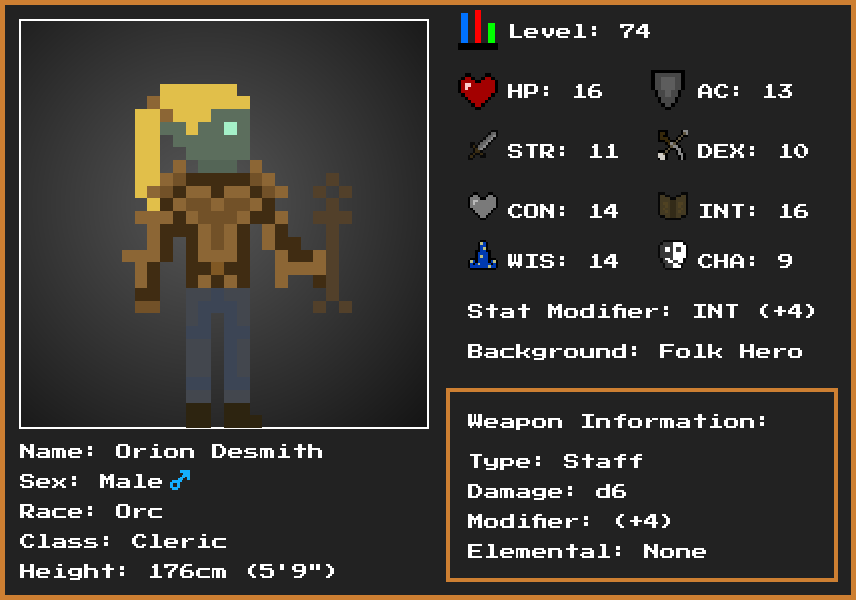 Level: 74
HP: 16 AC: 13
STR: 11 DEX: 10
CON: 14 INT: 16
WIS: 14 CHA: 9
Stat Modifier: INT (+4)
Background: Folk Hero
Weapon Information:
Type: Staff
Damage: d6
Modifier: (+4)
Elemental: None
Name: Orion Desmith
Sex: Male♂
Race: Orc
Class: Cleric
Height: 176cm (5'9")